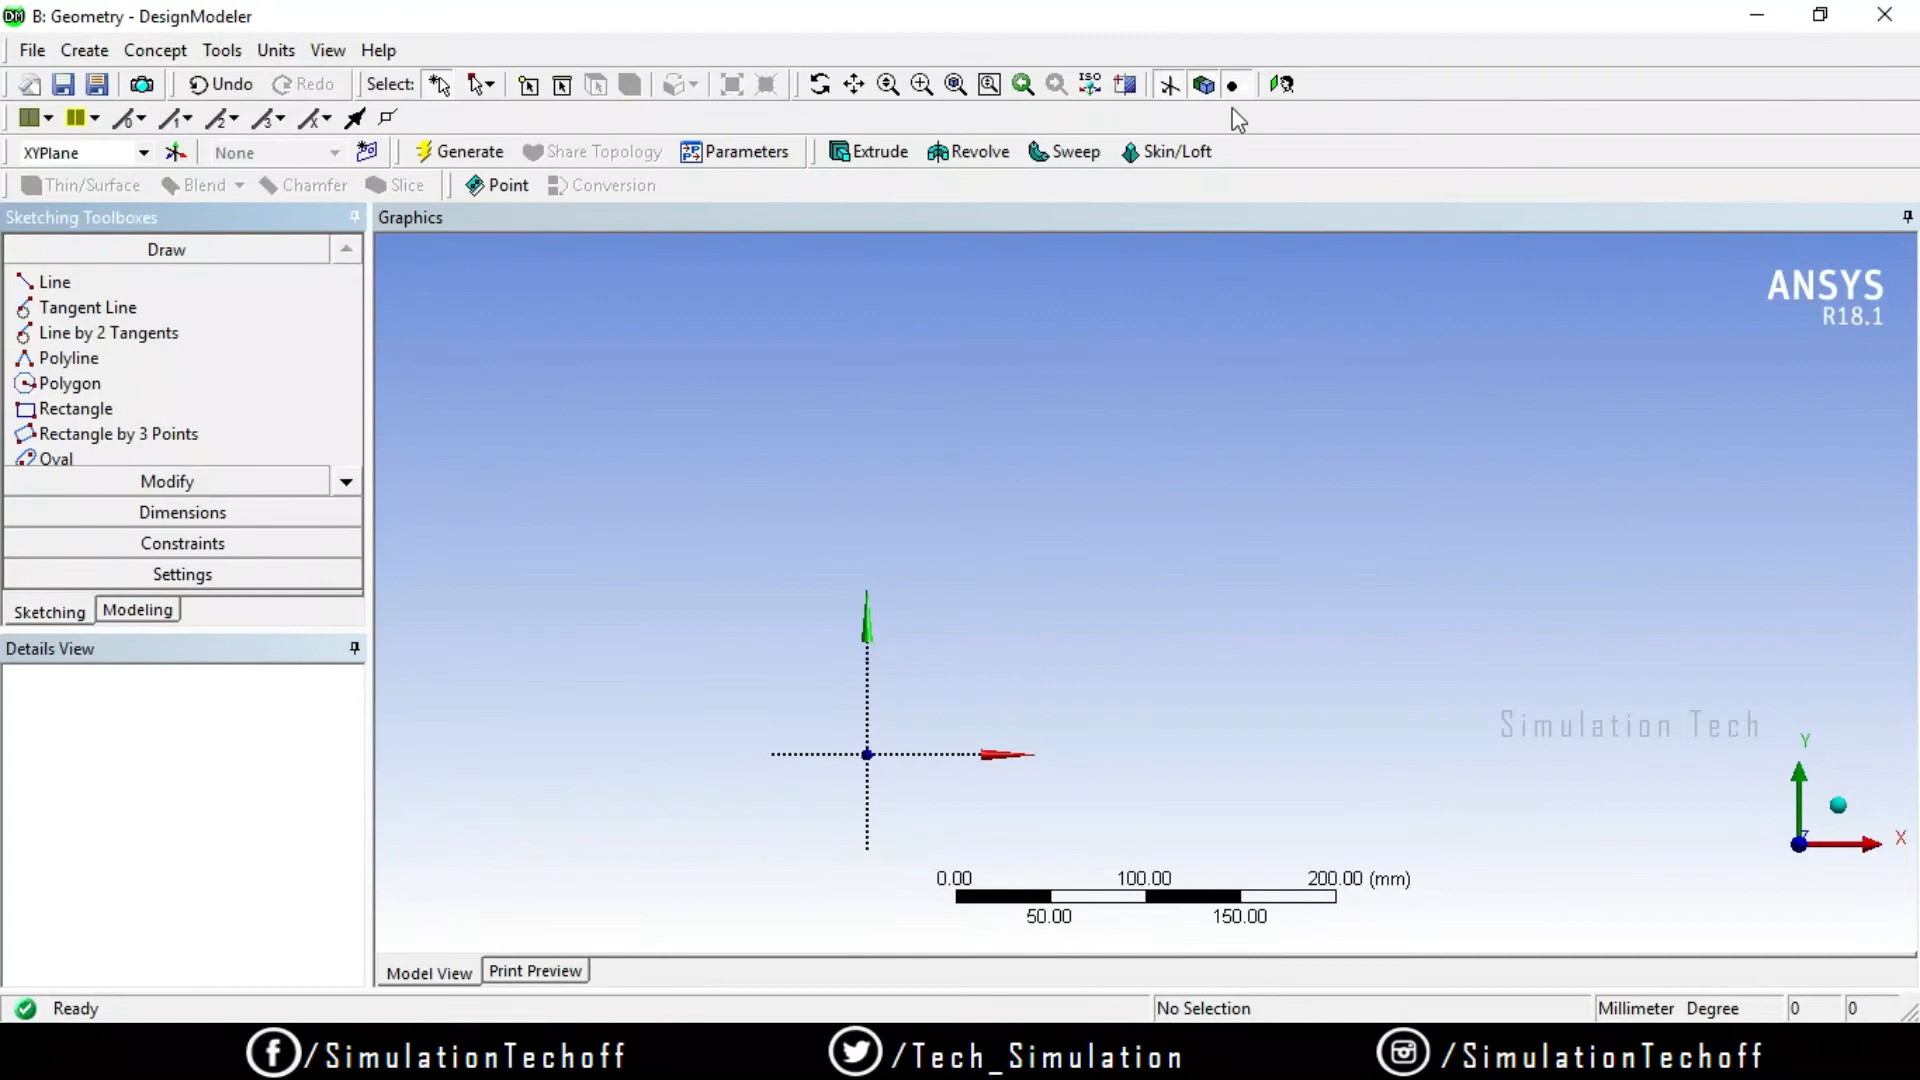 DM B: Geometry - DesignModeler
File Create Concept Tools Units View Help
Undo Redo Select: ISO
XYPlane None Generate Share Topology Parameters Extrude Revolve Sweep Skin/Loft
Thin/Surface Blend Chamfer Slice Point Conversion
Sketching Toolboxes
Draw
Line
Tangent Line
Line by 2 Tangents
Polyline
Polygon
Rectangle
Rectangle by 3 Points
Oval
Modify
Dimensions
Constraints
Settings
Sketching Modeling
Details View
Graphics
ANSYS
R18.1
Simulation Tech
Y
Z
X
0.00 100.00 200.00 (mm)
50.00 150.00
Model View Print Preview
Ready No Selection Millimeter Degree 0 0
/SimulationTechoff /Tech_Simulation /SimulationTechoff